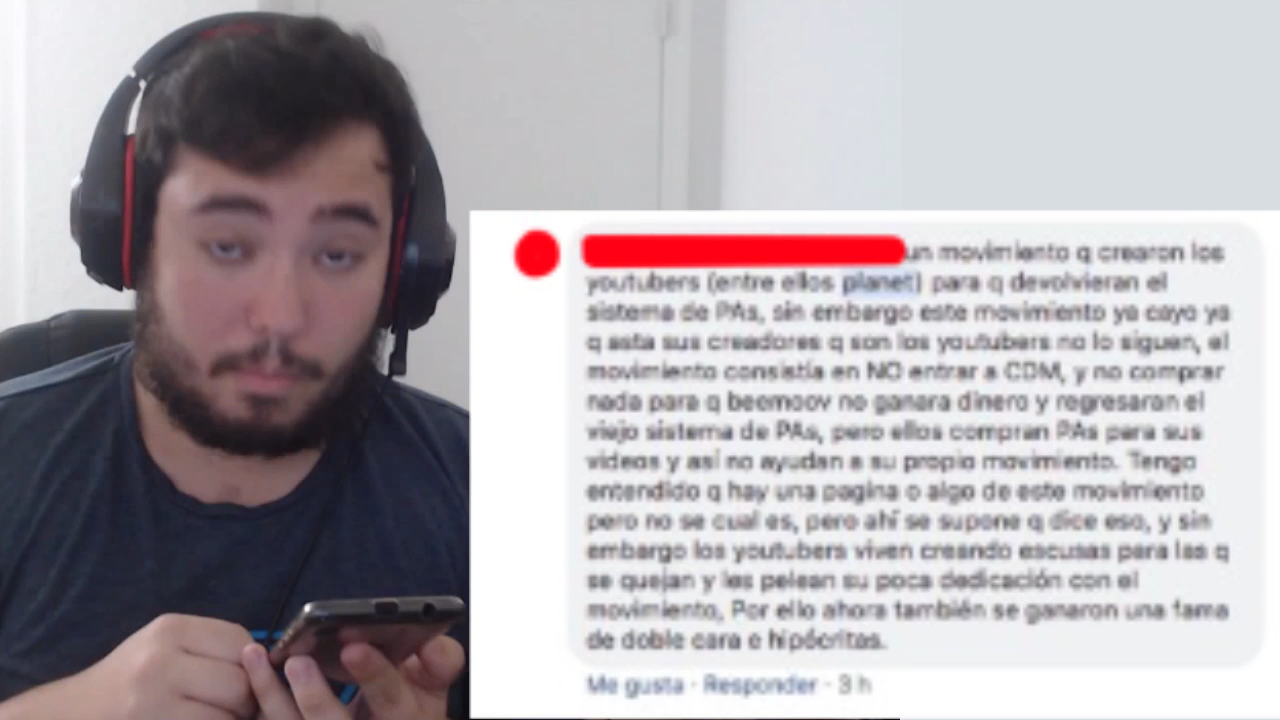 un movimiento q crearon los
youtubers (entre ellos planet) para q devolvieran el
sistema de PAs, sin embargo este movimiento ya cayo ya
q asta sus creadores q son los youtubers no lo siguen, el
movimiento consistía en NO entrar a CDM, y no comprar
nada para q beemoov no ganara dinero y regresaran el
viejo sistema de PAs, pero ellos compran PAs para sus
videos y así no ayudan a su propio movimiento. Tengo
entendido q hay una pagina o algo de este movimiento
pero no se cual es, pero ahí se supone q dice eso, y sin
embargo los youtubers viven creando escusas para las q
se quejan y les pelean su poca dedicación con el
movimiento, Por ello ahora también se ganaron una fama
de doble cara e hipócritas.
Me gusta · Responder · 3 h